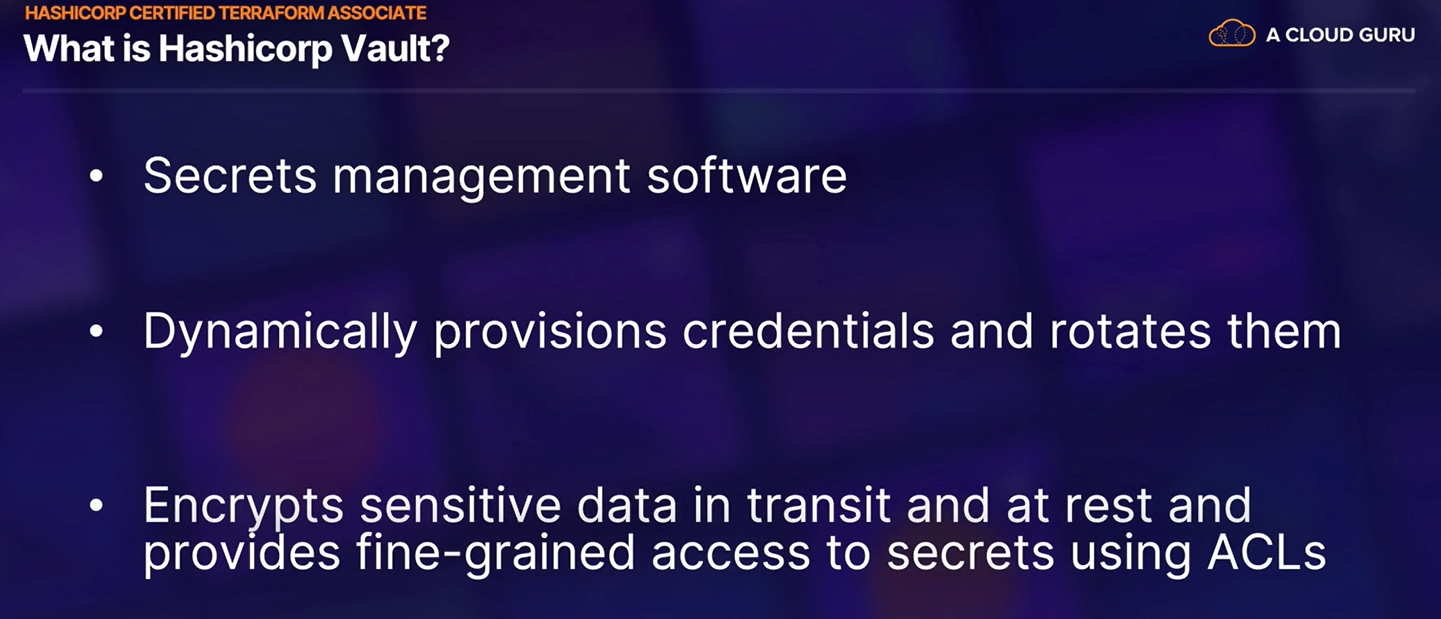 HASHICORP CERTIFIED TERRAFORM ASSOCIATE
What is Hashicorp Vault?
A CLOUD GURU
• Secrets management software
• Dynamically provisions credentials and rotates them
• Encrypts sensitive data in transit and at rest and
provides fine-grained access to secrets using ACLs